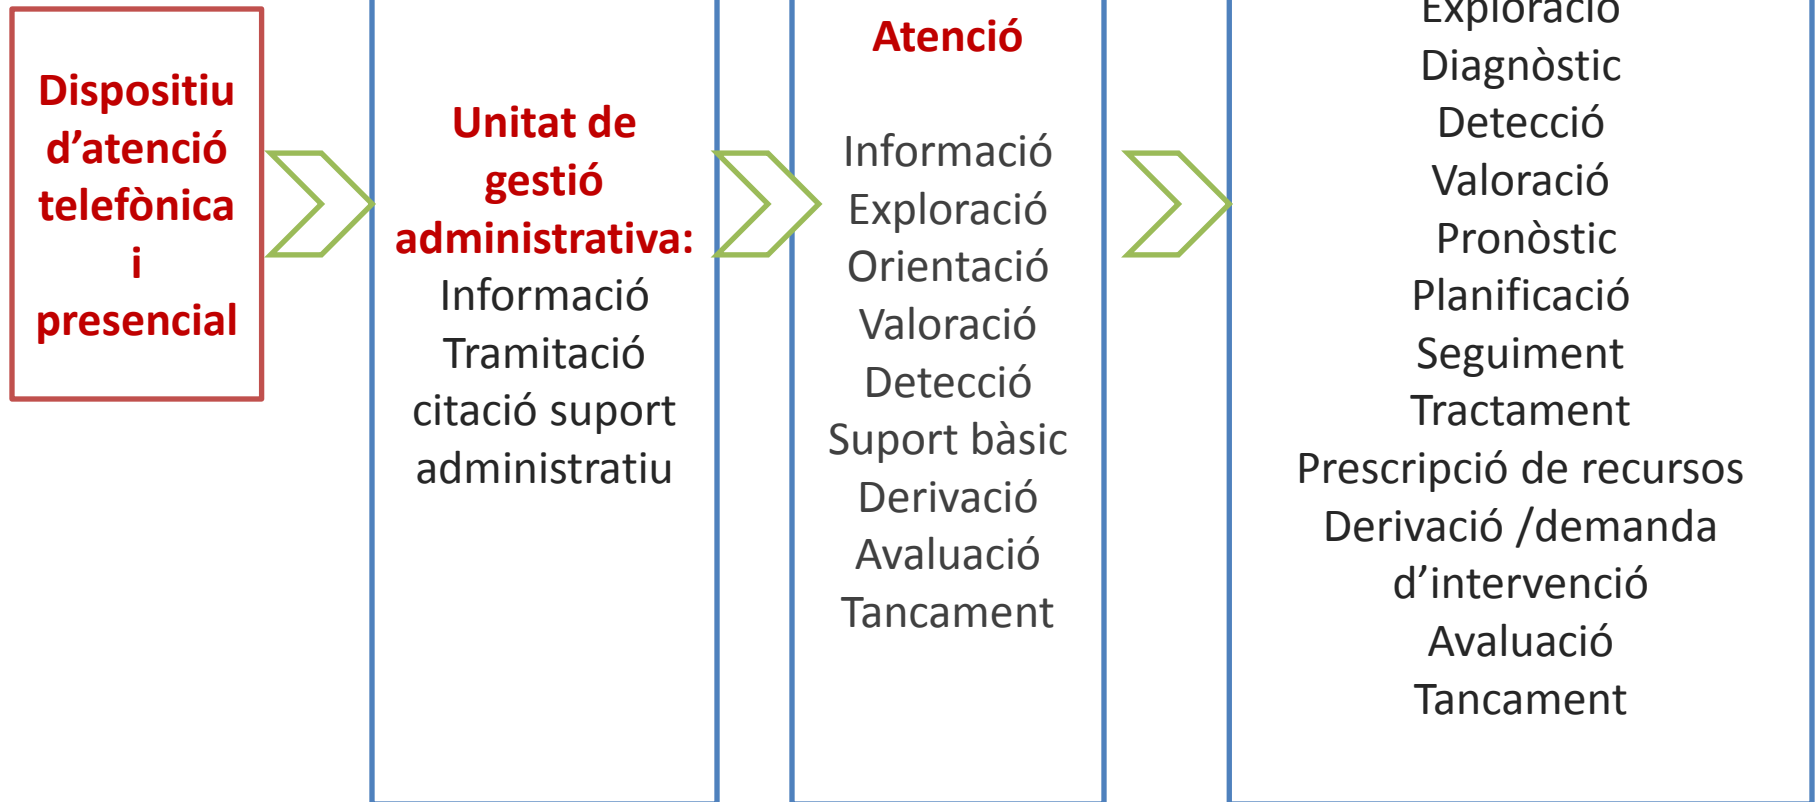 Dispositiu
d’atenció
telefònica
i
presencial
Unitat de
gestió
administrativa:
Informació
Tramitació
citació suport
administratiu
Atenció
Informació
Exploració
Orientació
Valoració
Detecció
Suport bàsic
Derivació
Avaluació
Tancament
Exploració
Diagnòstic
Detecció
Valoració
Pronòstic
Planificació
Seguiment
Tractament
Prescripció de recursos
Derivació /demanda
d’intervenció
Avaluació
Tancament